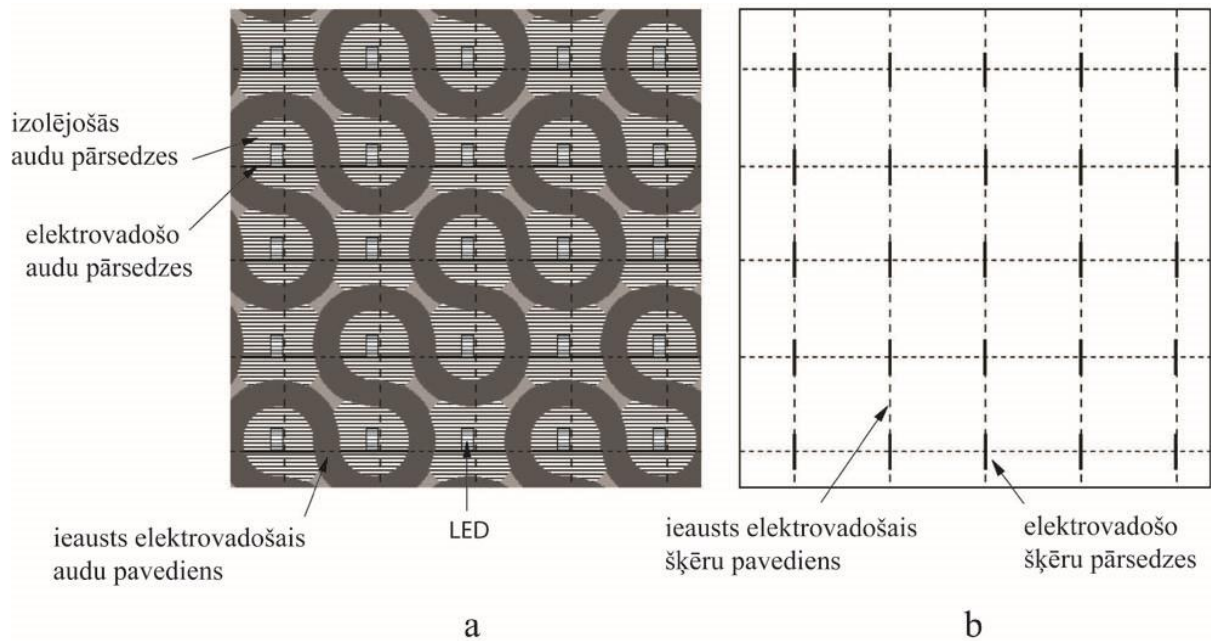 izolējošās
audu pārsedzes
elektrovadošo
audu pārsedzes
ieausts elektrovadošais
audu pavediens
LED
ieausts elektrovadošais
šķēru pavediens
elektrovadošo
šķēru pārsedzes
a
b